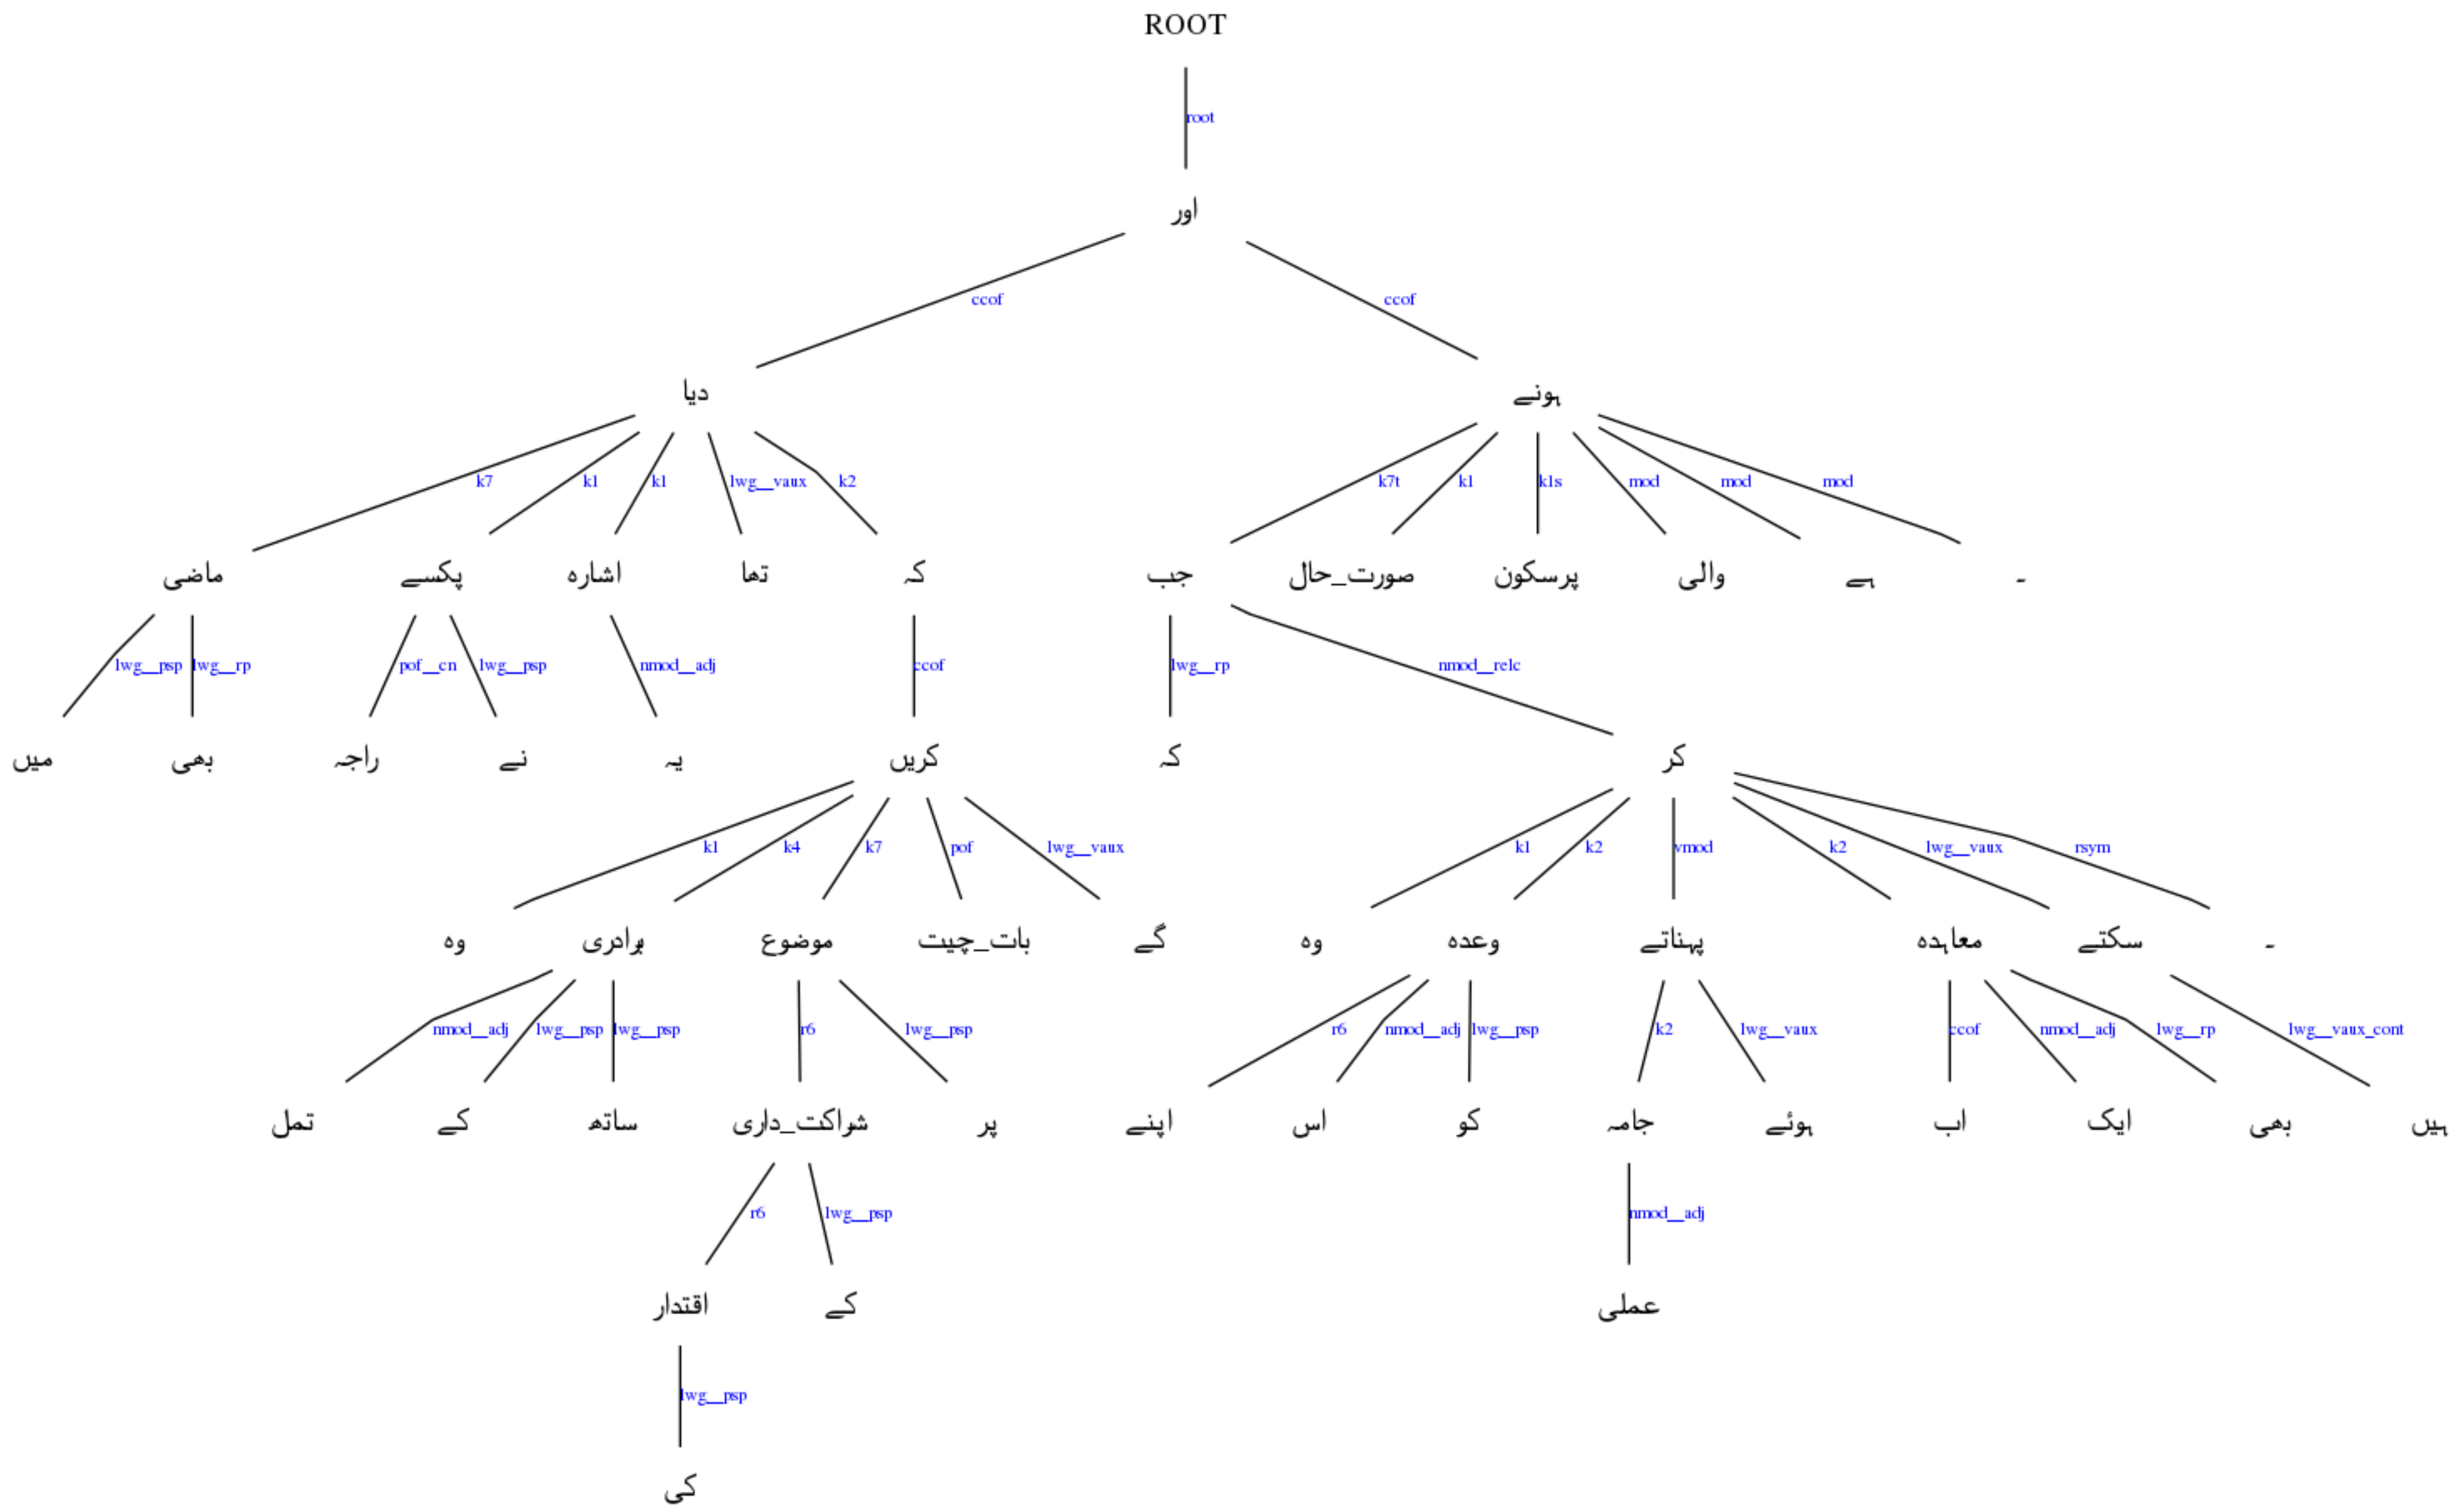 ROOT
root
اور
ccof ccof
دیا ہونے
k7 k1 k1 lwg__vaux k2 k7t k1 k1s mod mod mod
ماضی پکسے اشارہ تھا کہ جب صورت_حال پرسکون والی ہے ۔
lwg__psp lwg__rp pof__cn lwg__psp nmod__adj ccof lwg__rp nmod__relc
میں بھی راجہ نے یہ کریں کہ کر
k1 k4 k7 pof lwg__vaux k1 k2 vmod k2 lwg__vaux rsym
وہ برادری موضوع بات_چیت گے وہ وعدہ پہناتے معاہدہ سکتے ۔
nmod__adj lwg__psp lwg__psp r6 lwg__psp r6 nmod__adj lwg__psp k2 lwg__vaux ccof nmod__adj lwg__rp lwg__vaux_cont
تمل کے ساتھ شراکت_داری پر اپنے اس کو جامہ ہوئے اب ایک بھی ہیں
r6 lwg__psp nmod__adj
اقتدار کے عملی
lwg__psp
کی